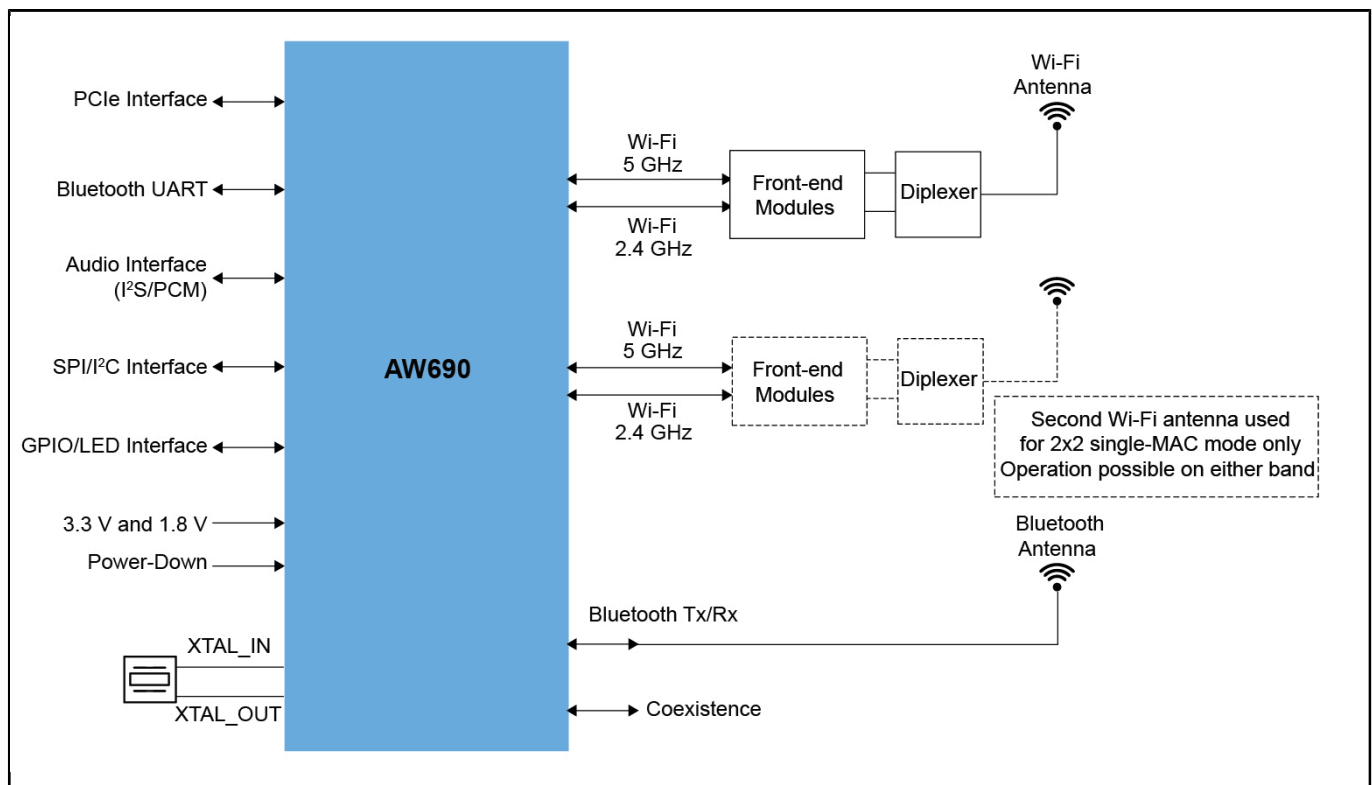 PCIe Interface
Bluetooth UART
Audio Interface
(I²S/PCM)
SPI/I²C Interface
GPIO/LED Interface
3.3 V and 1.8 V
Power-Down
XTAL_IN
XTAL_OUT
AW690
Wi-Fi
5 GHz
Wi-Fi
2.4 GHz
Front-end
Modules
Diplexer
Wi-Fi
Antenna
Wi-Fi
5 GHz
Wi-Fi
2.4 GHz
Front-end
Modules
Diplexer
Second Wi-Fi antenna used
for 2x2 single-MAC mode only
Operation possible on either band
Bluetooth
Antenna
Bluetooth Tx/Rx
Coexistence